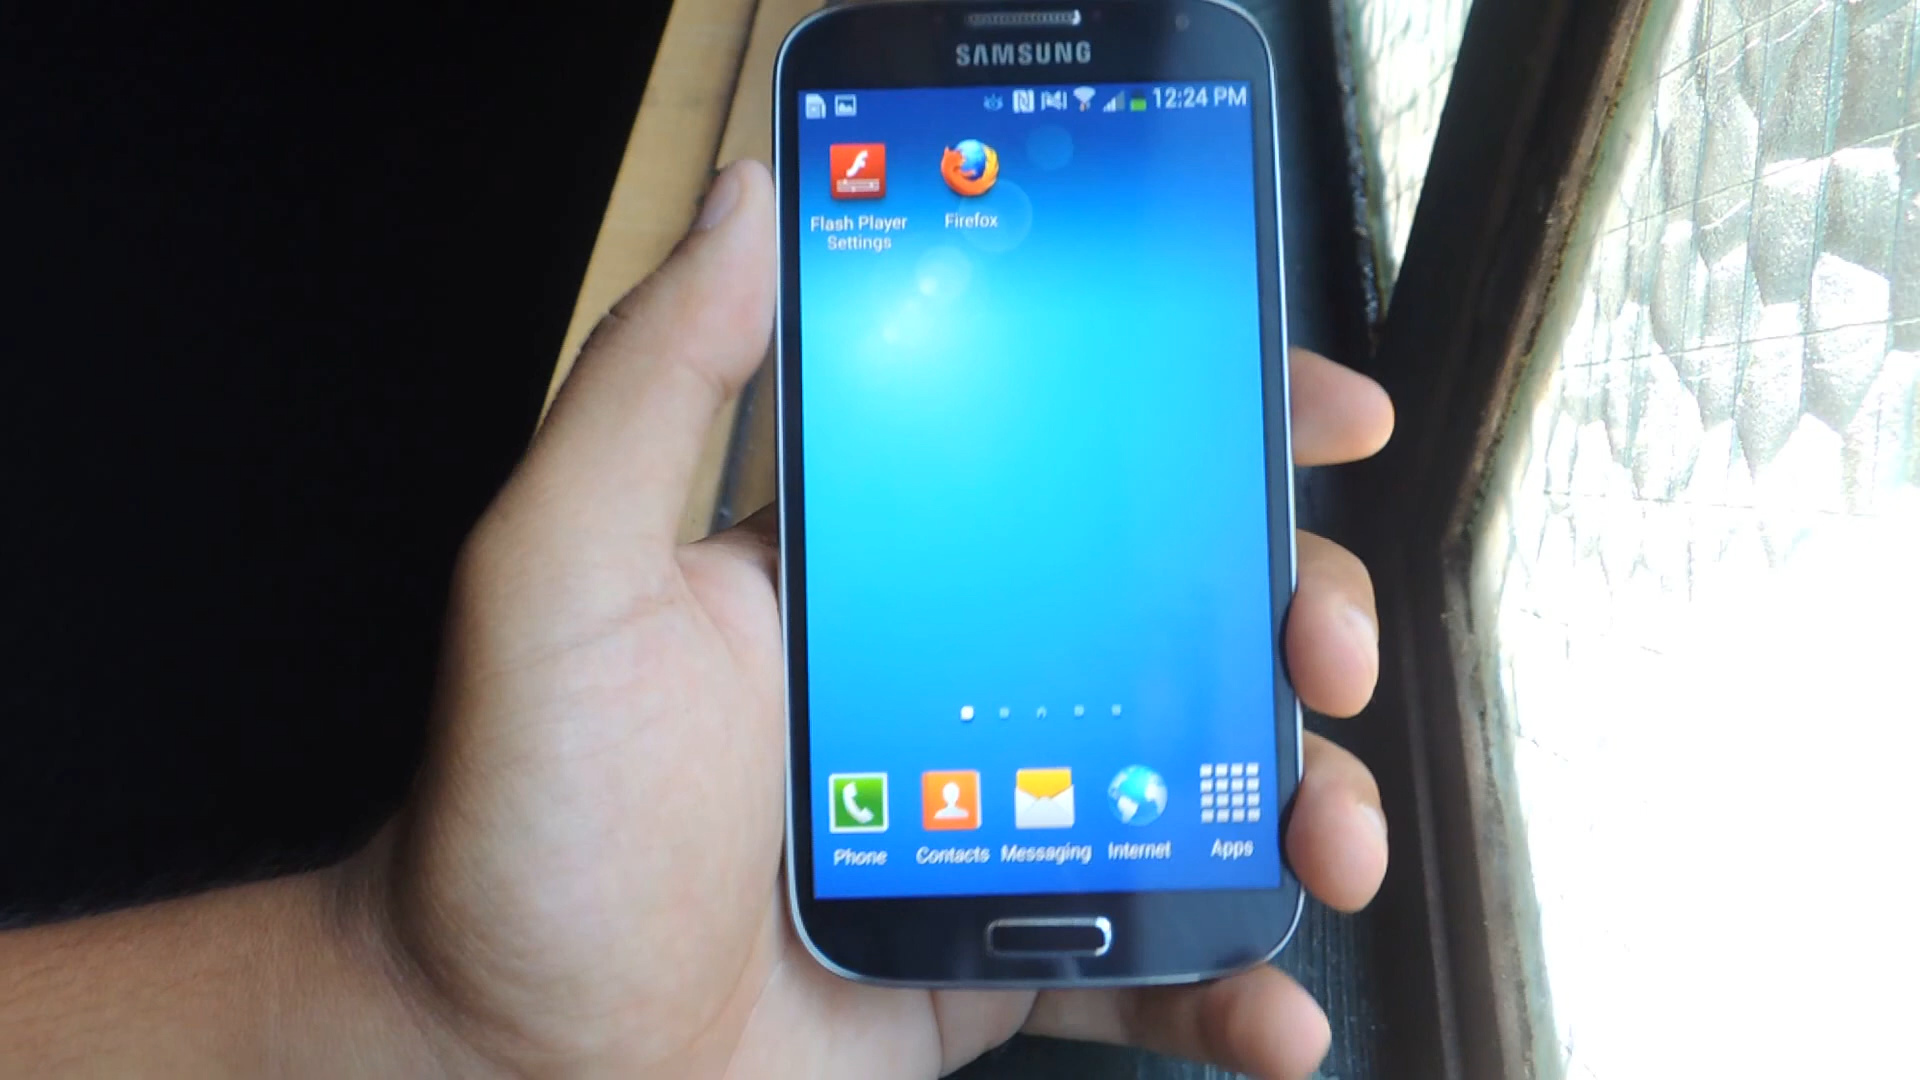 SAMSUNG
12:24 PM
Flash Player
Settings
Firefox
Phone
Contacts
Messaging
Internet
Apps